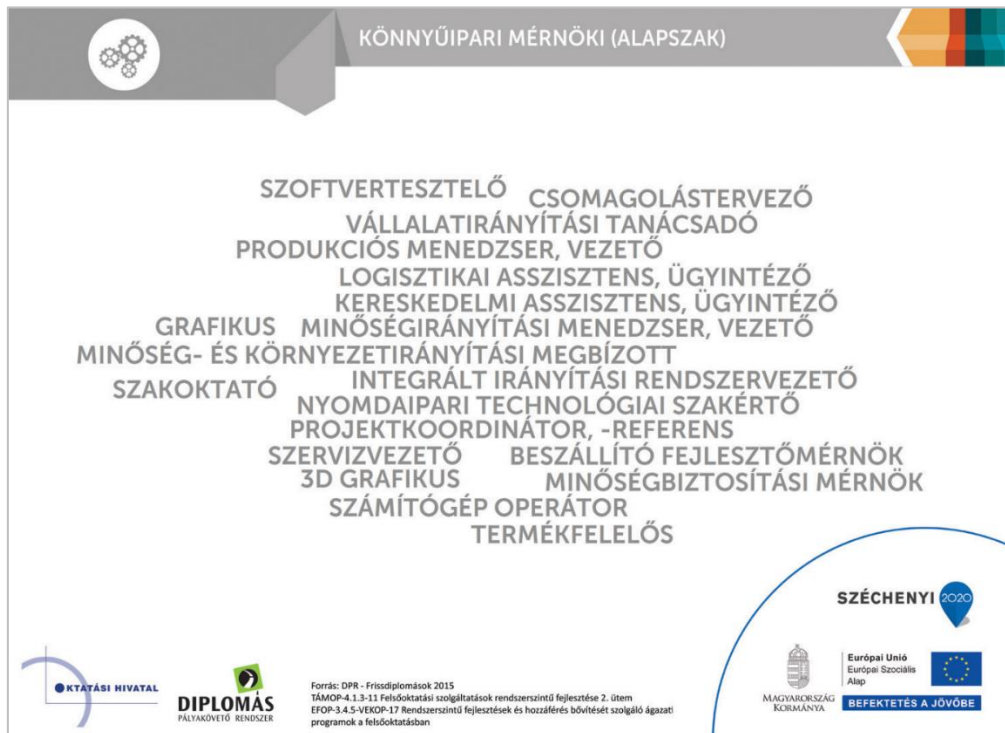 KÖNNYŰIPARI MÉRNÖKI (ALAPSZAK)
SZOFTVERTESZTELŐ
CSOMAGOLÁSTERVEZŐ
VÁLLALATIRÁNYÍTÁSI TANÁCSADÓ
PRODUKCIÓS MENEDZSER, VEZETŐ
LOGISZTIKAI ASSZISZTENS, ÜGYINTÉZŐ
KERESKEDELMI ASSZISZTENS, ÜGYINTÉZŐ
GRAFIKUS
MINŐSÉGIRÁNYÍTÁSI MENEDZSER, VEZETŐ
MINŐSÉG- ÉS KÖRNYEZETIRÁNYÍTÁSI MEGBÍZOTT
SZAKOKTATÓ
INTEGRÁLT IRÁNYÍTÁSI RENDSZERVEZETŐ
NYOMDAIPARI TECHNOLÓGIAI SZAKÉRTŐ
PROJEKTKOORDINÁTOR, -REFERENS
SZERVIZVEZETŐ
BESZÁLLÍTÓ FEJLESZTŐMÉRNÖK
3D GRAFIKUS
MINŐSÉGBIZTOSÍTÁSI MÉRNÖK
SZÁMÍTÓGÉP OPERÁTOR
TERMÉKFELELŐS
SZÉCHENYI 2020
OKTATÁSI HIVATAL
DIPLOMÁS
PÁLYAKÖVETŐ RENDSZER
Forrás: DPR - Frissdiplomások 2015
TÁMOP-4.1.3-11 Felsőoktatási szolgáltatások rendszerszintű fejlesztése 2. ütem
EFOP-3.4.5-VEKOP-17 Rendszerszintű fejlesztések és hozzáférés bővítését szolgáló ágazati
programok a felsőoktatásban
MAGYARORSZÁG
KORMÁNYA
Európai Unió
Európai Szociális
Alap
BEFEKTETÉS A JÖVŐBE